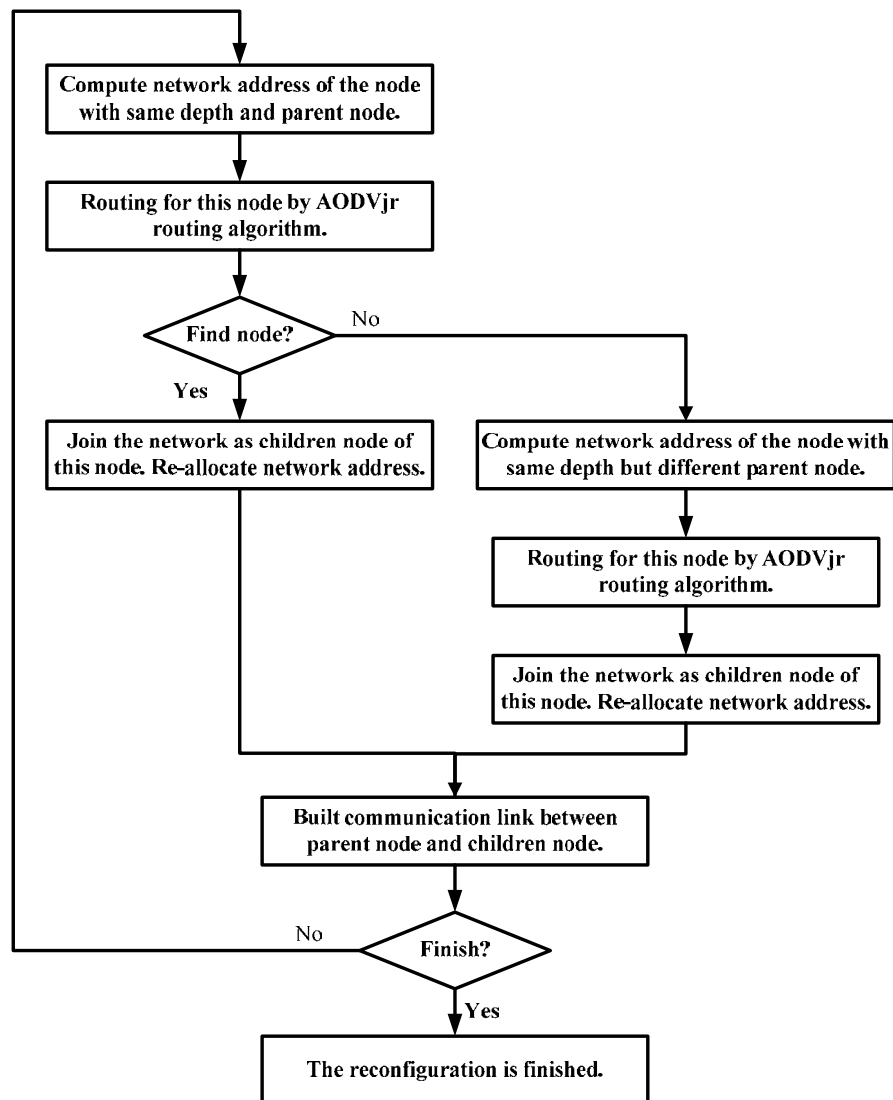 Compute network address of the node
with same depth and parent node.
Routing for this node by AODVjr
routing algorithm.
Find node?
No
Yes
Join the network as children node of
this node. Re-allocate network address.
Compute network address of the node with
same depth but different parent node.
Routing for this node by AODVjr
routing algorithm.
Join the network as children node of
this node. Re-allocate network address.
Built communication link between
parent node and children node.
No
Finish?
Yes
The reconfiguration is finished.